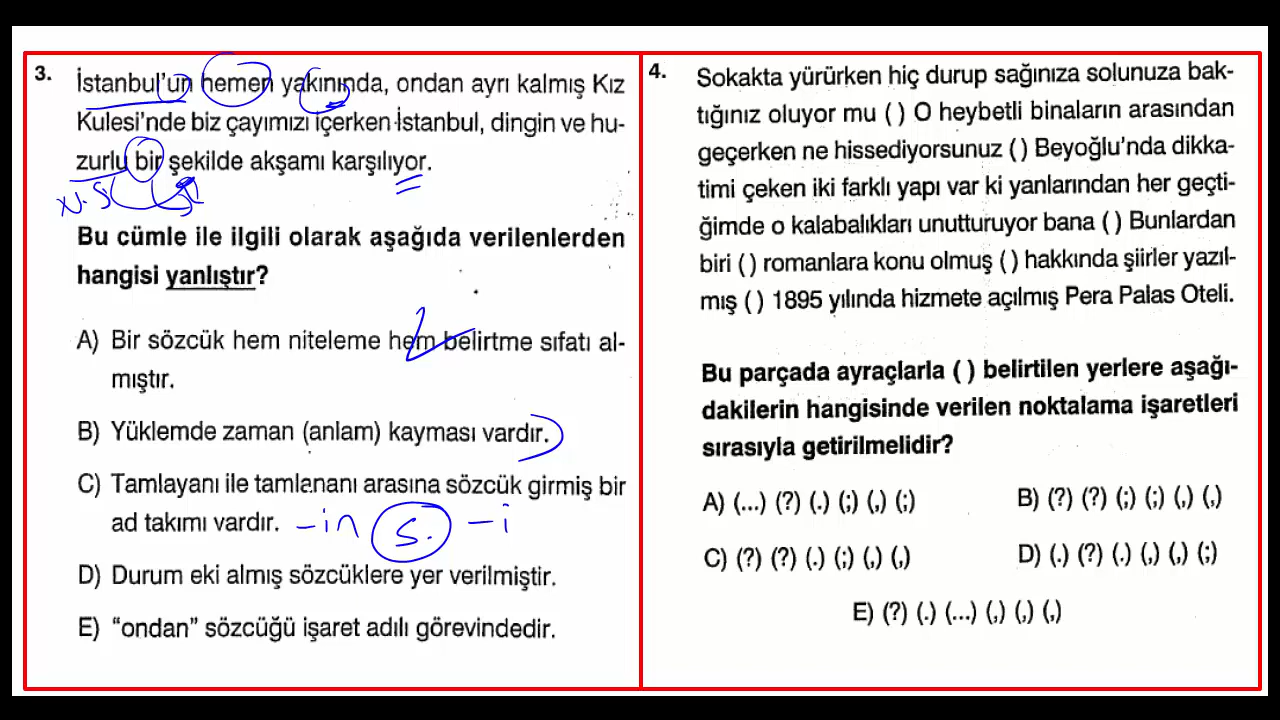 3. İstanbul'un hemen yakınında, ondan ayrı kalmış Kız
Kulesi'nde biz çayımızı içerken İstanbul, dingin ve hu-
zurlu bir şekilde akşamı karşılıyor.
N.S
Bu cümle ile ilgili olarak aşağıda verilenlerden
hangisi yanlıştır?
A) Bir sözcük hem niteleme hem belirtme sıfatı al-
mıştır.
B) Yüklemde zaman (anlam) kayması vardır.
C) Tamlayanı ile tamlananı arasına sözcük girmiş bir
ad takımı vardır. -in S. -i
D) Durum eki almış sözcüklere yer verilmiştir.
E) “ondan” sözcüğü işaret adılı görevindedir.
4. Sokakta yürürken hiç durup sağınıza solunuza bak-
tığınız oluyor mu ( ) O heybetli binaların arasından
geçerken ne hissediyorsunuz ( ) Beyoğlu'nda dikka-
timi çeken iki farklı yapı var ki yanlarından her geçti-
ğimde o kalabalıkları unutturuyor bana ( ) Bunlardan
biri ( ) romanlara konu olmuş ( ) hakkında şiirler yazıl-
mış ( ) 1895 yılında hizmete açılmış Pera Palas Oteli.
Bu parçada ayraçlarla ( ) belirtilen yerlere aşağı-
dakilerin hangisinde verilen noktalama işaretleri
sırasıyla getirilmelidir?
A) (...) (?) (.) (;) (,) (;) B) (?) (?) (;) (;) (,) (,)
C) (?) (?) (.) (;) (,) (,) D) (.) (?) (.) (,) (,) (;)
E) (?) (.) (...) (,) (,) (,)